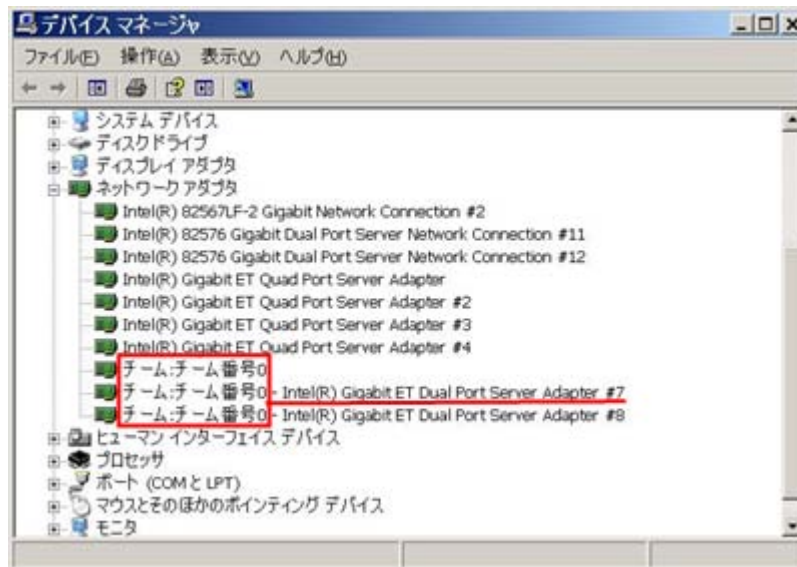 デバイス マネージャ
ファイル(F) 操作(A) 表示(V) ヘルプ(H)
システム デバイス
ディスクドライブ
ディスプレイ アダプタ
ネットワーク アダプタ
Intel(R) 82567LF-2 Gigabit Network Connection #2
Intel(R) 82576 Gigabit Dual Port Server Network Connection #11
Intel(R) 82576 Gigabit Dual Port Server Network Connection #12
Intel(R) Gigabit ET Quad Port Server Adapter
Intel(R) Gigabit ET Quad Port Server Adapter #2
Intel(R) Gigabit ET Quad Port Server Adapter #3
Intel(R) Gigabit ET Quad Port Server Adapter #4
チーム:チーム番号0
チーム:チーム番号0 - Intel(R) Gigabit ET Dual Port Server Adapter #7
チーム:チーム番号0 - Intel(R) Gigabit ET Dual Port Server Adapter #8
ヒューマン インターフェイス デバイス
プロセッサ
ポート (COM と LPT)
マウスとそのほかのポインティング デバイス
モニタ